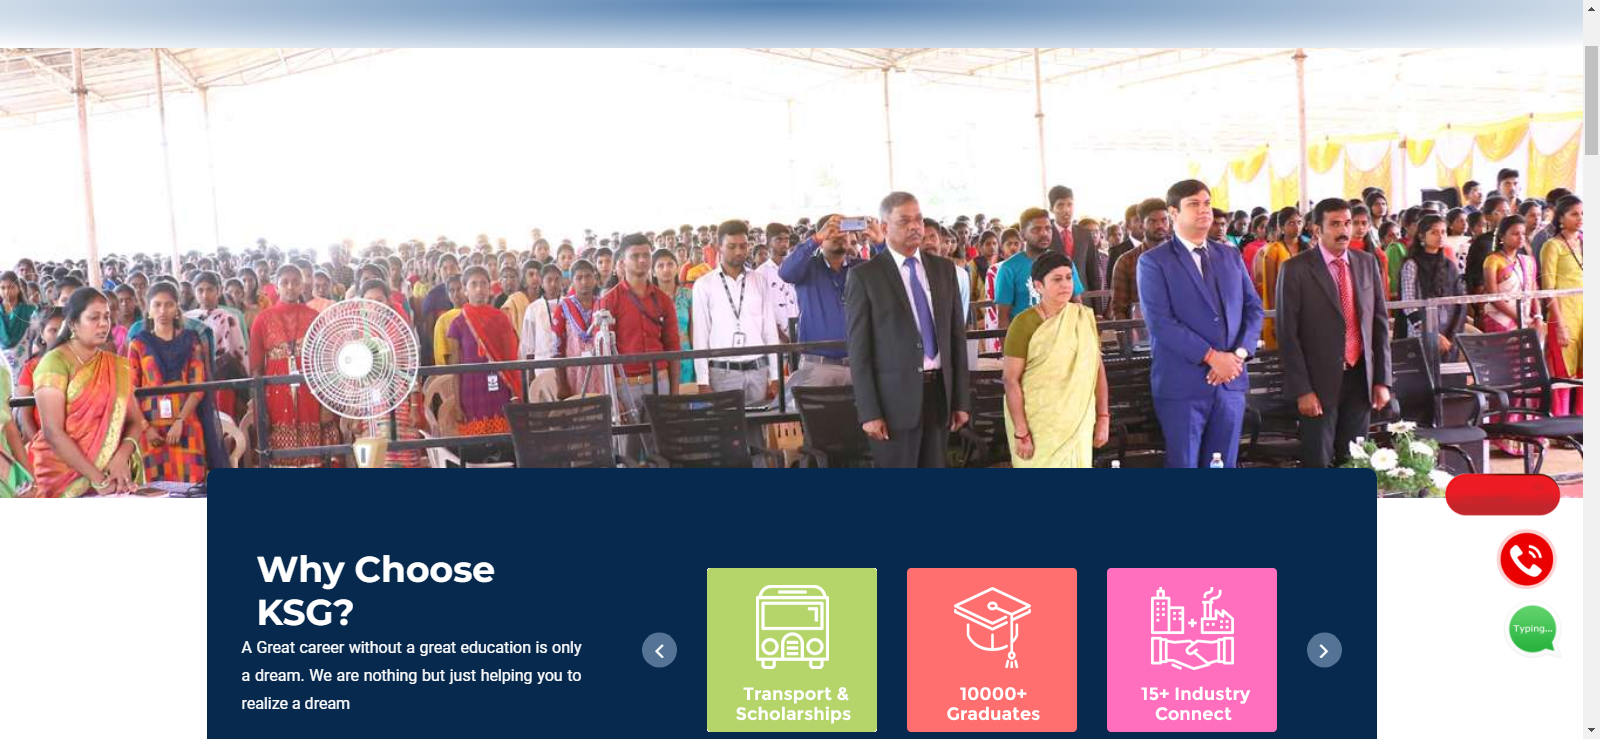 Why Choose
KSG?
A Great career without a great education is only
a dream. We are nothing but just helping you to
realize a dream
Transport &
Scholarships
10000+
Graduates
15+ Industry
Connect
Typing...